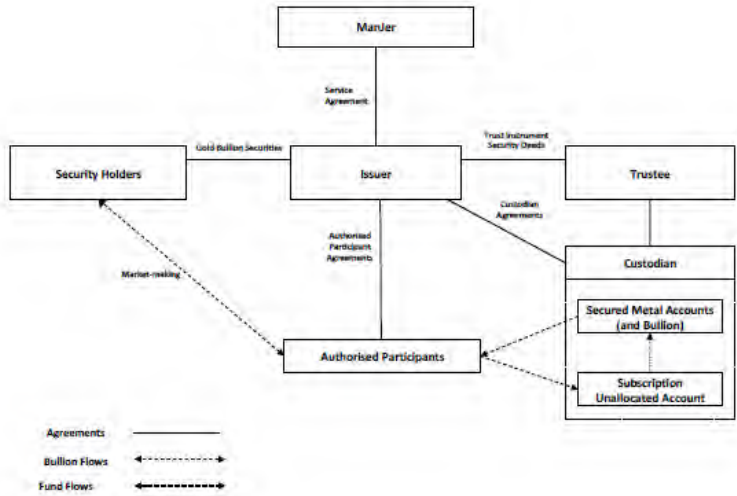 ManJer
Service
Agreement
Gold Bullion Securities
Trust Instrument
Security Deeds
Security Holders
Issuer
Trustee
Custodian
Agreements
Authorised
Participant
Agreements
Market-making
Custodian
Secured Metal Accounts
(and Bullion)
Authorised Participants
Subscription
Unallocated Account
Agreements
Bullion Flows
Fund Flows